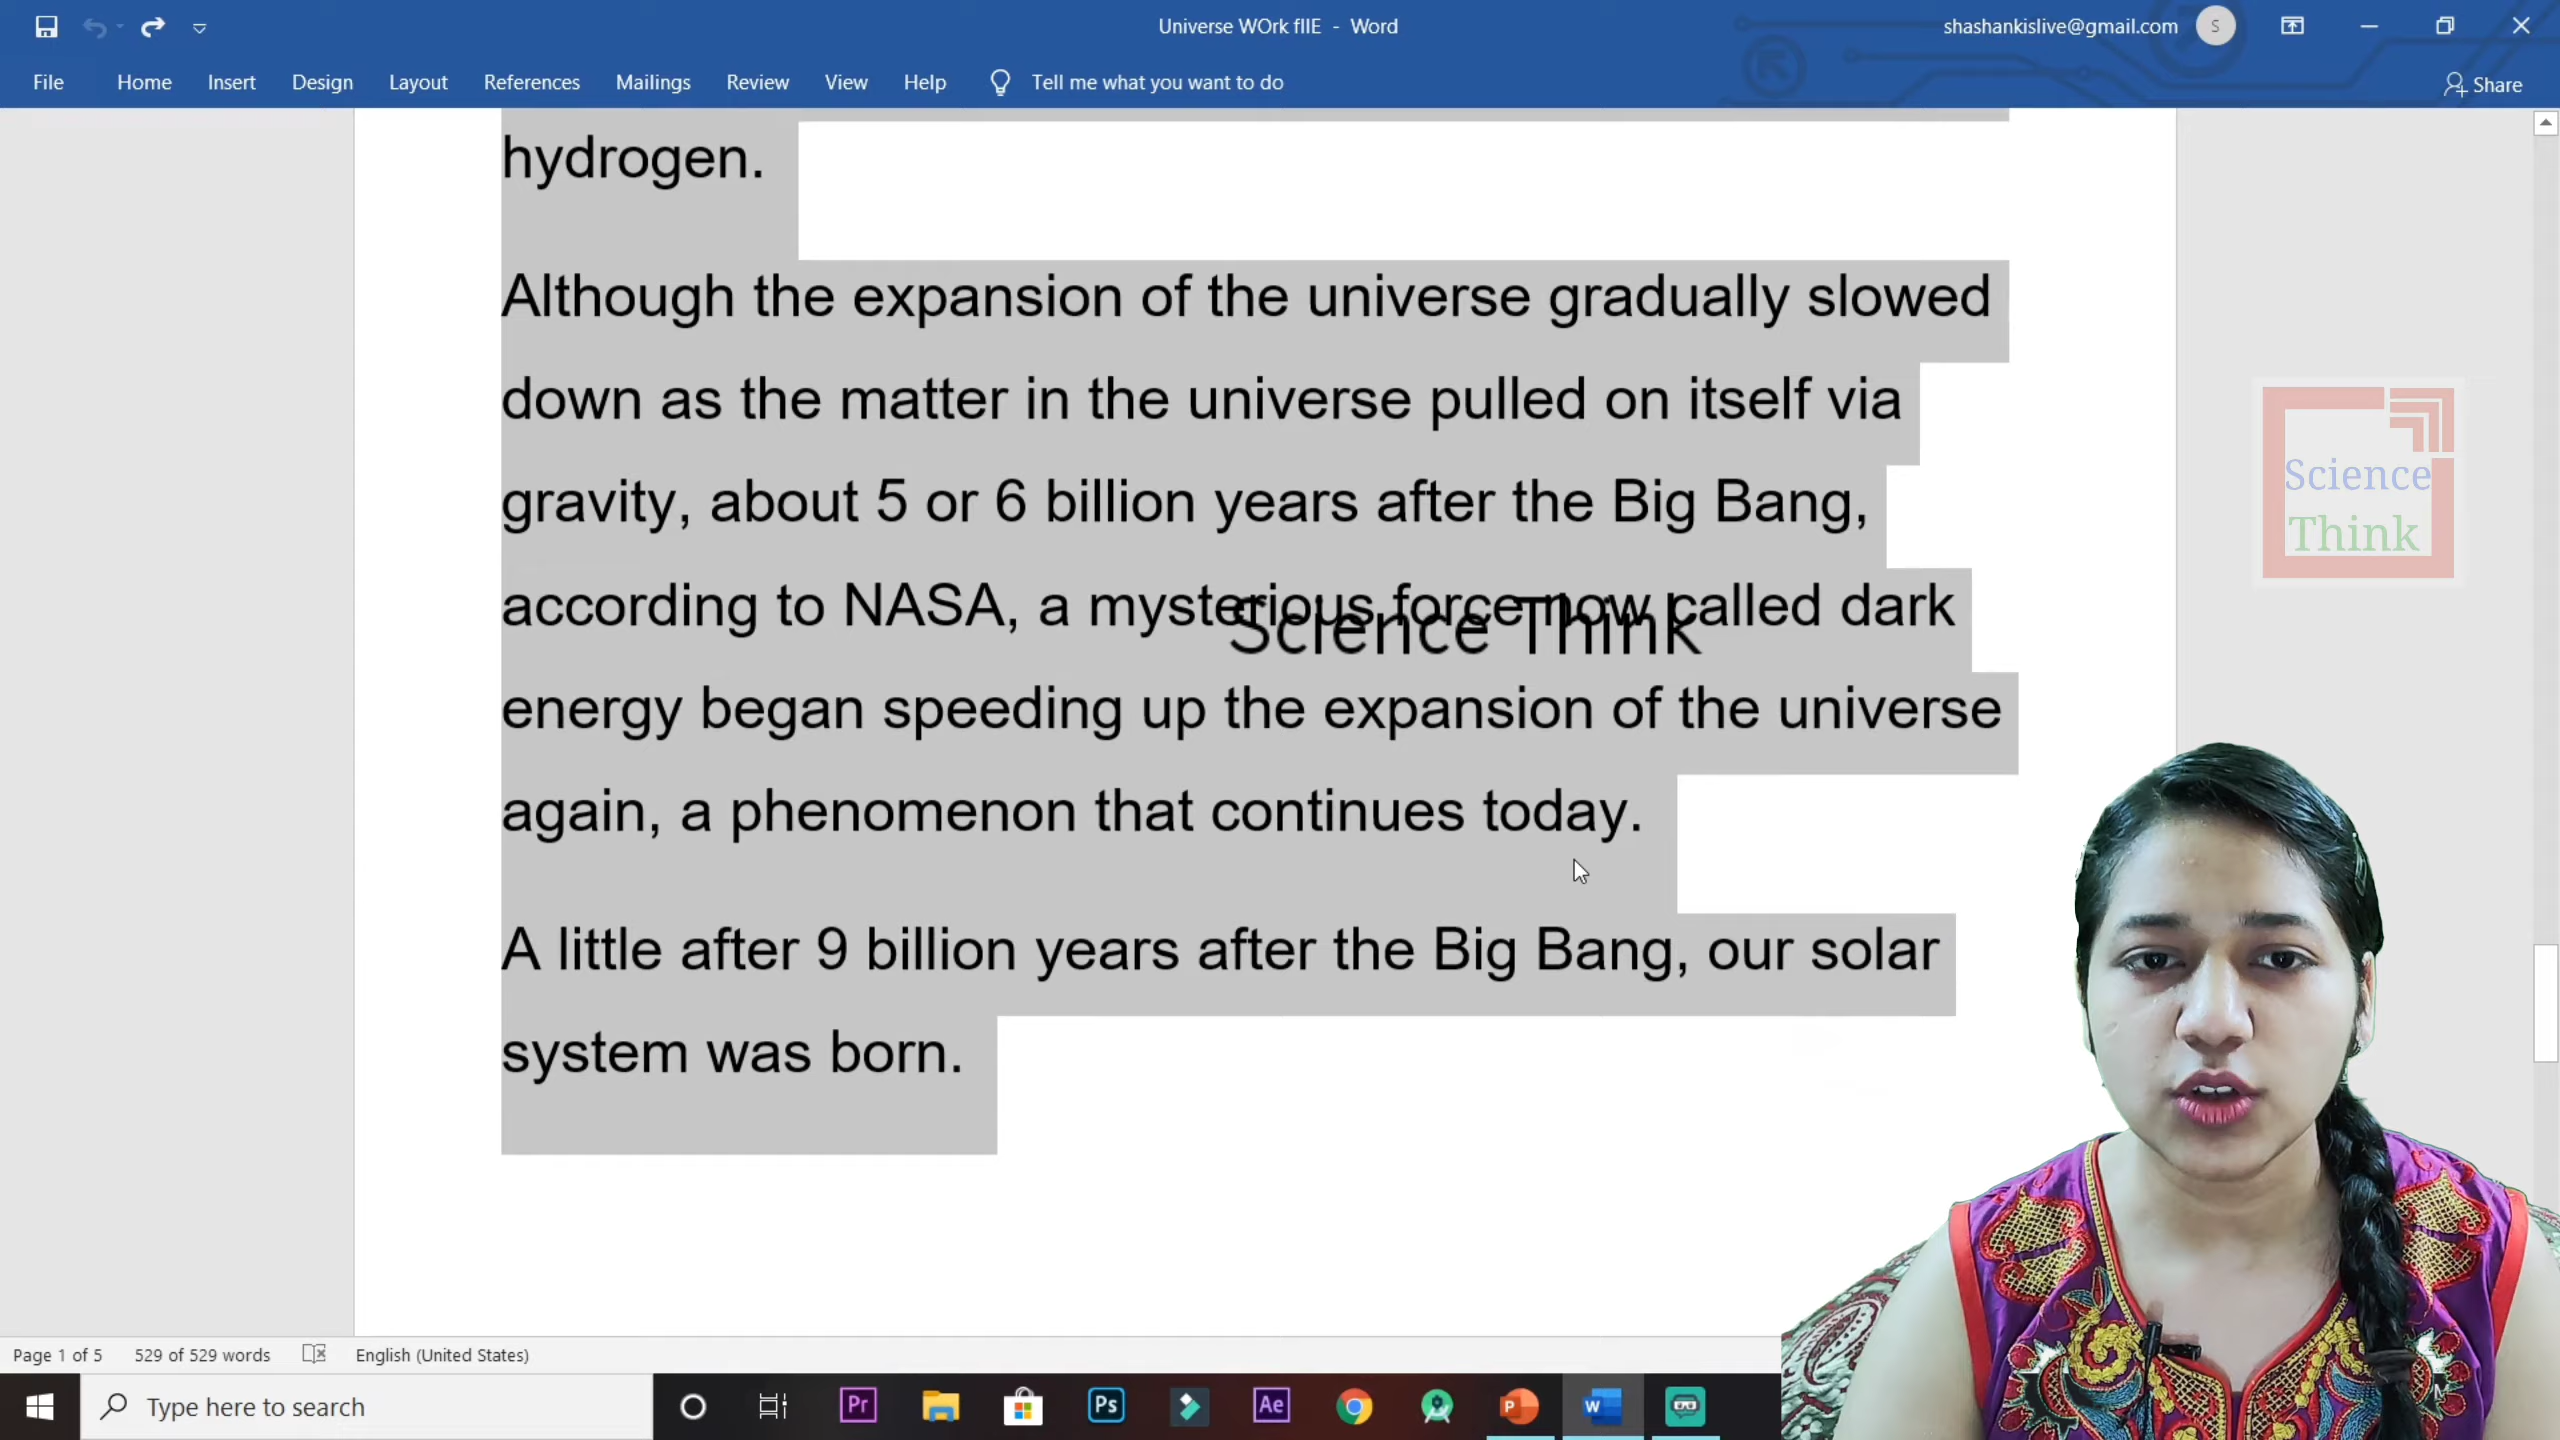 Universe WOrk fIIE - Word
shashankislive@gmail.com
S
File Home Insert Design Layout References Mailings Review View Help Tell me what you want to do
Share
hydrogen.
Although the expansion of the universe gradually slowed
down as the matter in the universe pulled on itself via
gravity, about 5 or 6 billion years after the Big Bang,
according to NASA, a mysterious force now called dark
Science Think
energy began speeding up the expansion of the universe
again, a phenomenon that continues today.
A little after 9 billion years after the Big Bang, our solar
system was born.
Science
Think
Page 1 of 5 529 of 529 words English (United States)
Type here to search
Pr
Ps
Ae
P
W